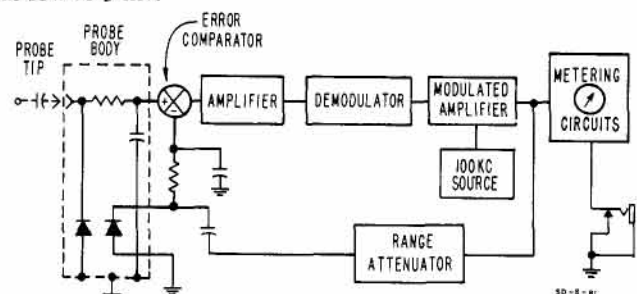 ERROR
COMPARATOR
PROBE
BODY
PROBE
TIP
+
−
AMPLIFIER
DEMODULATOR
MODULATED
AMPLIFIER
METERING
CIRCUITS
100KC
SOURCE
RANGE
ATTENUATOR